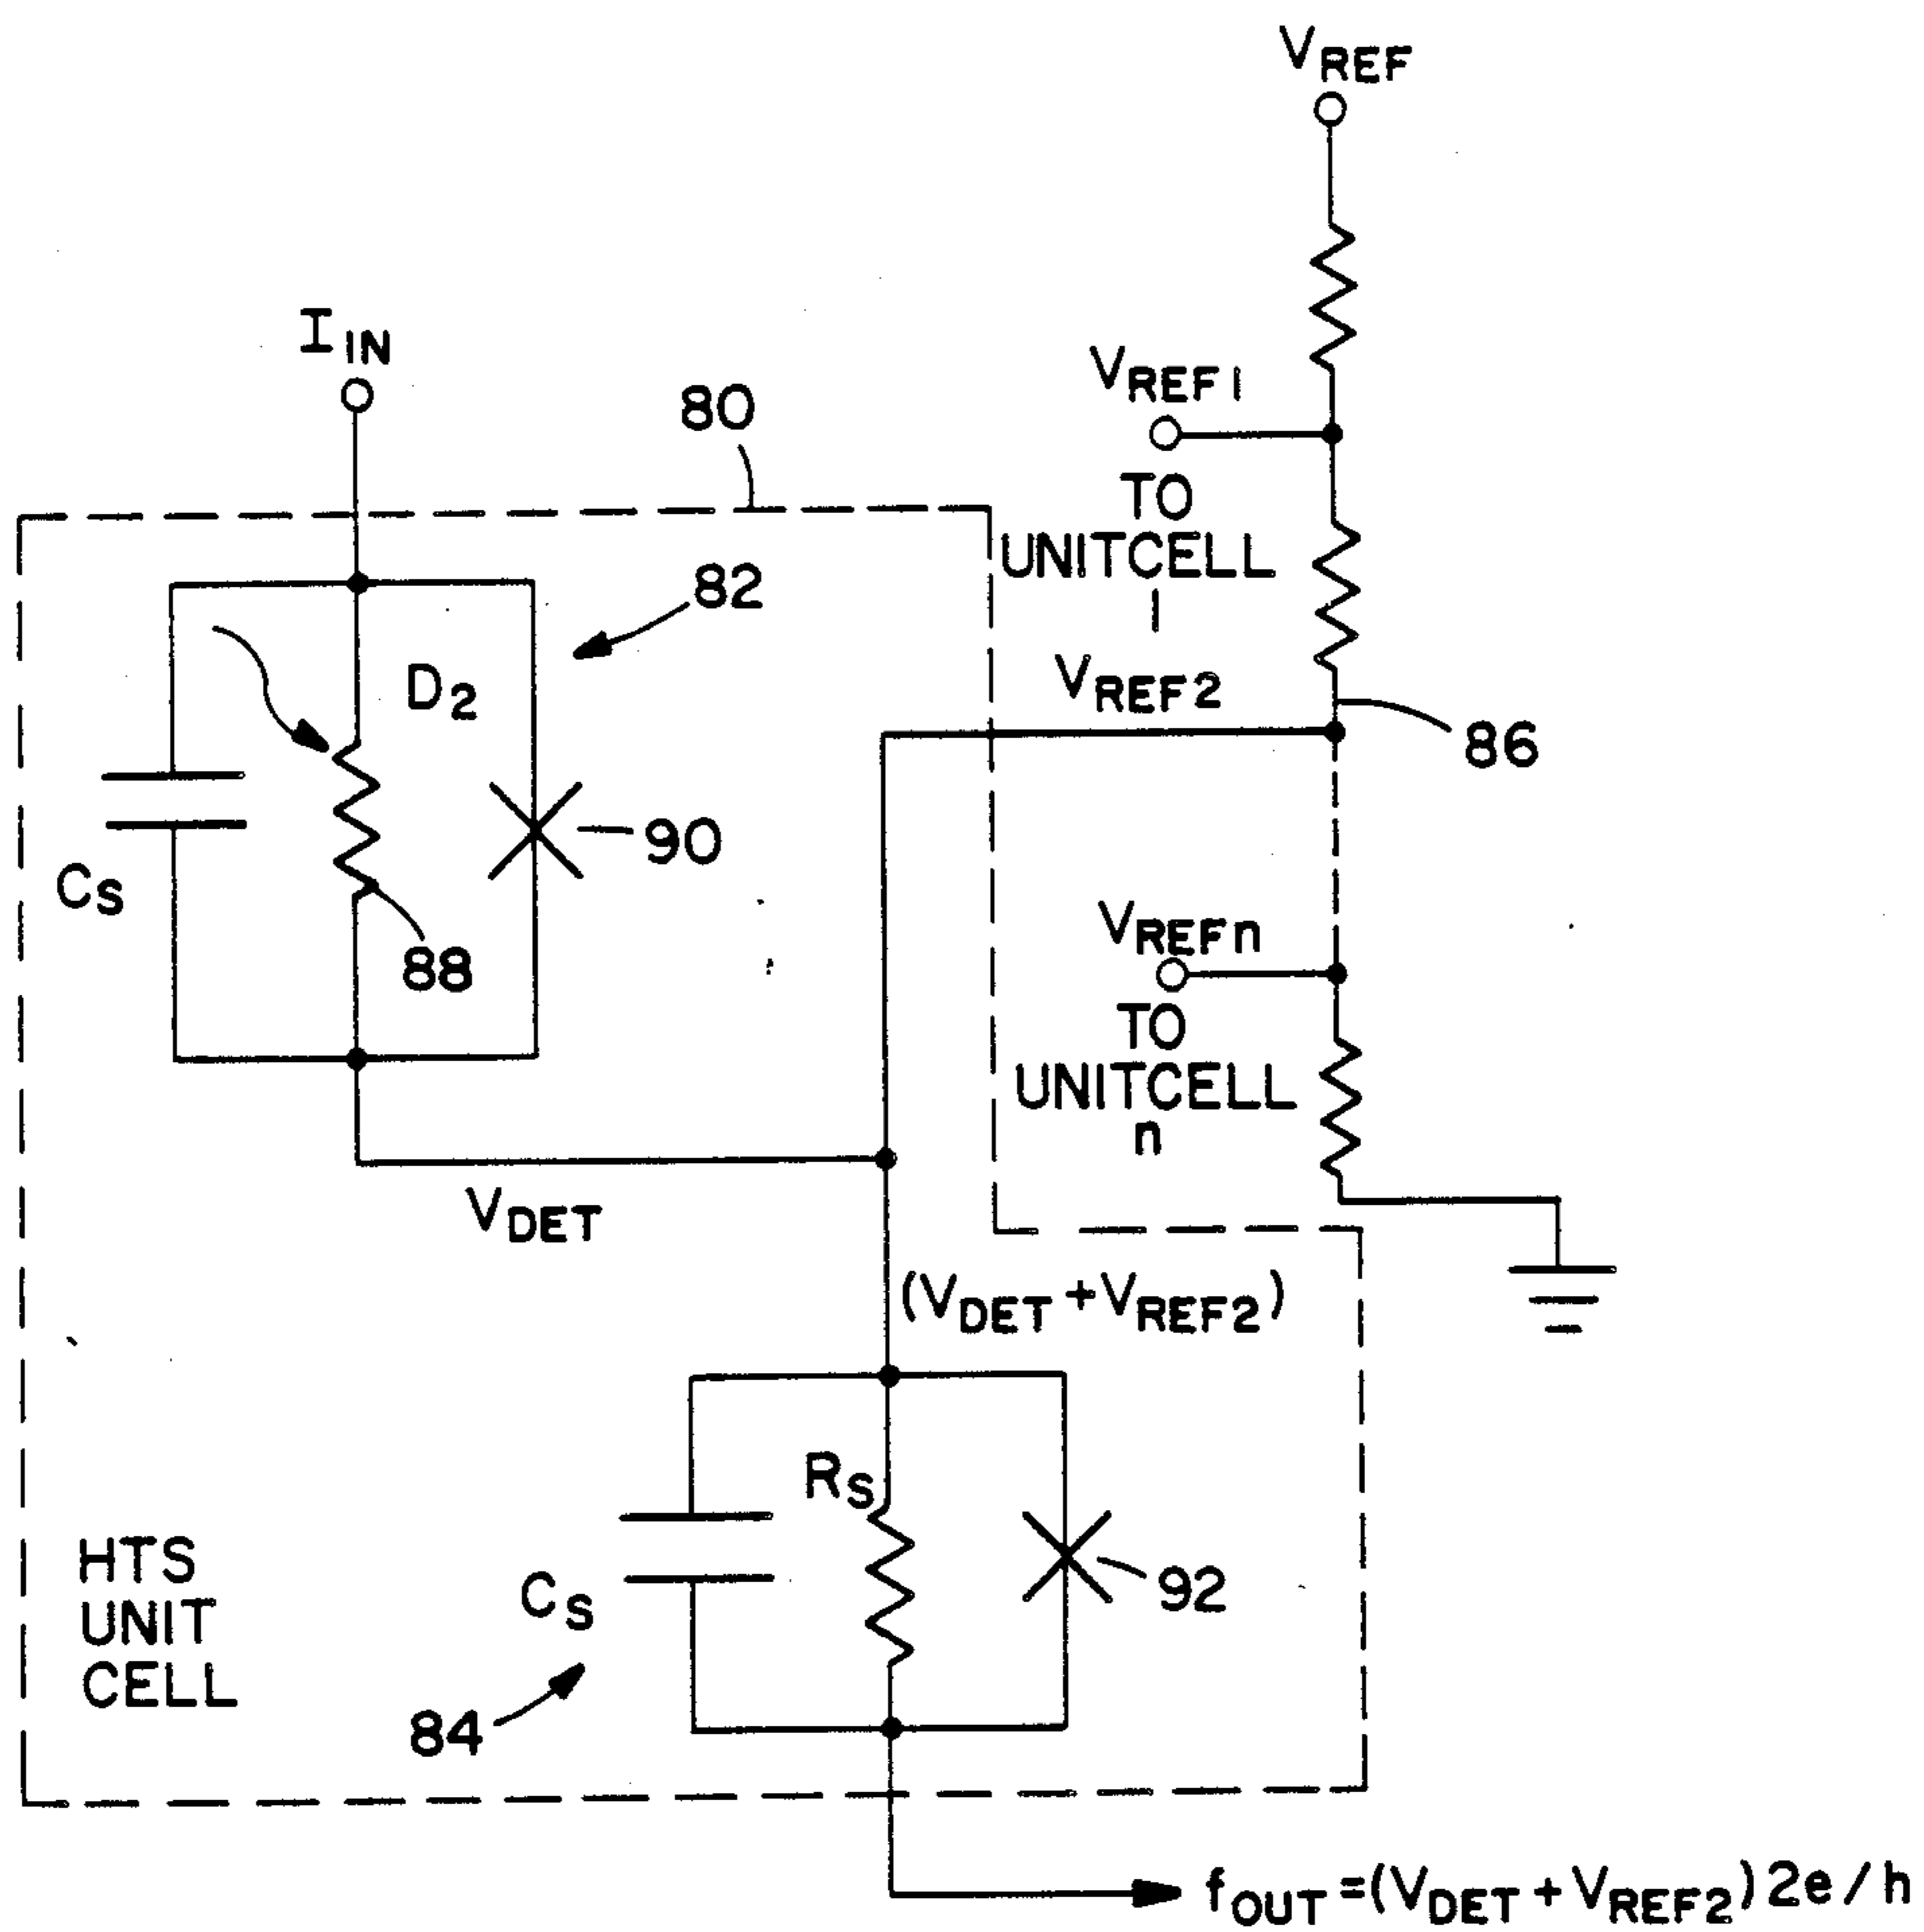 VREF
IIN
80
VREF1
TO
UNITCELL
1
82
D2
VREF2
86
90
CS
88
VREFn
TO
UNITCELL
n
VDET
(VDET+VREF2)
RS
HTS
UNIT
CELL
CS
92
84
fOUT=(VDET+VREF2)2e/h